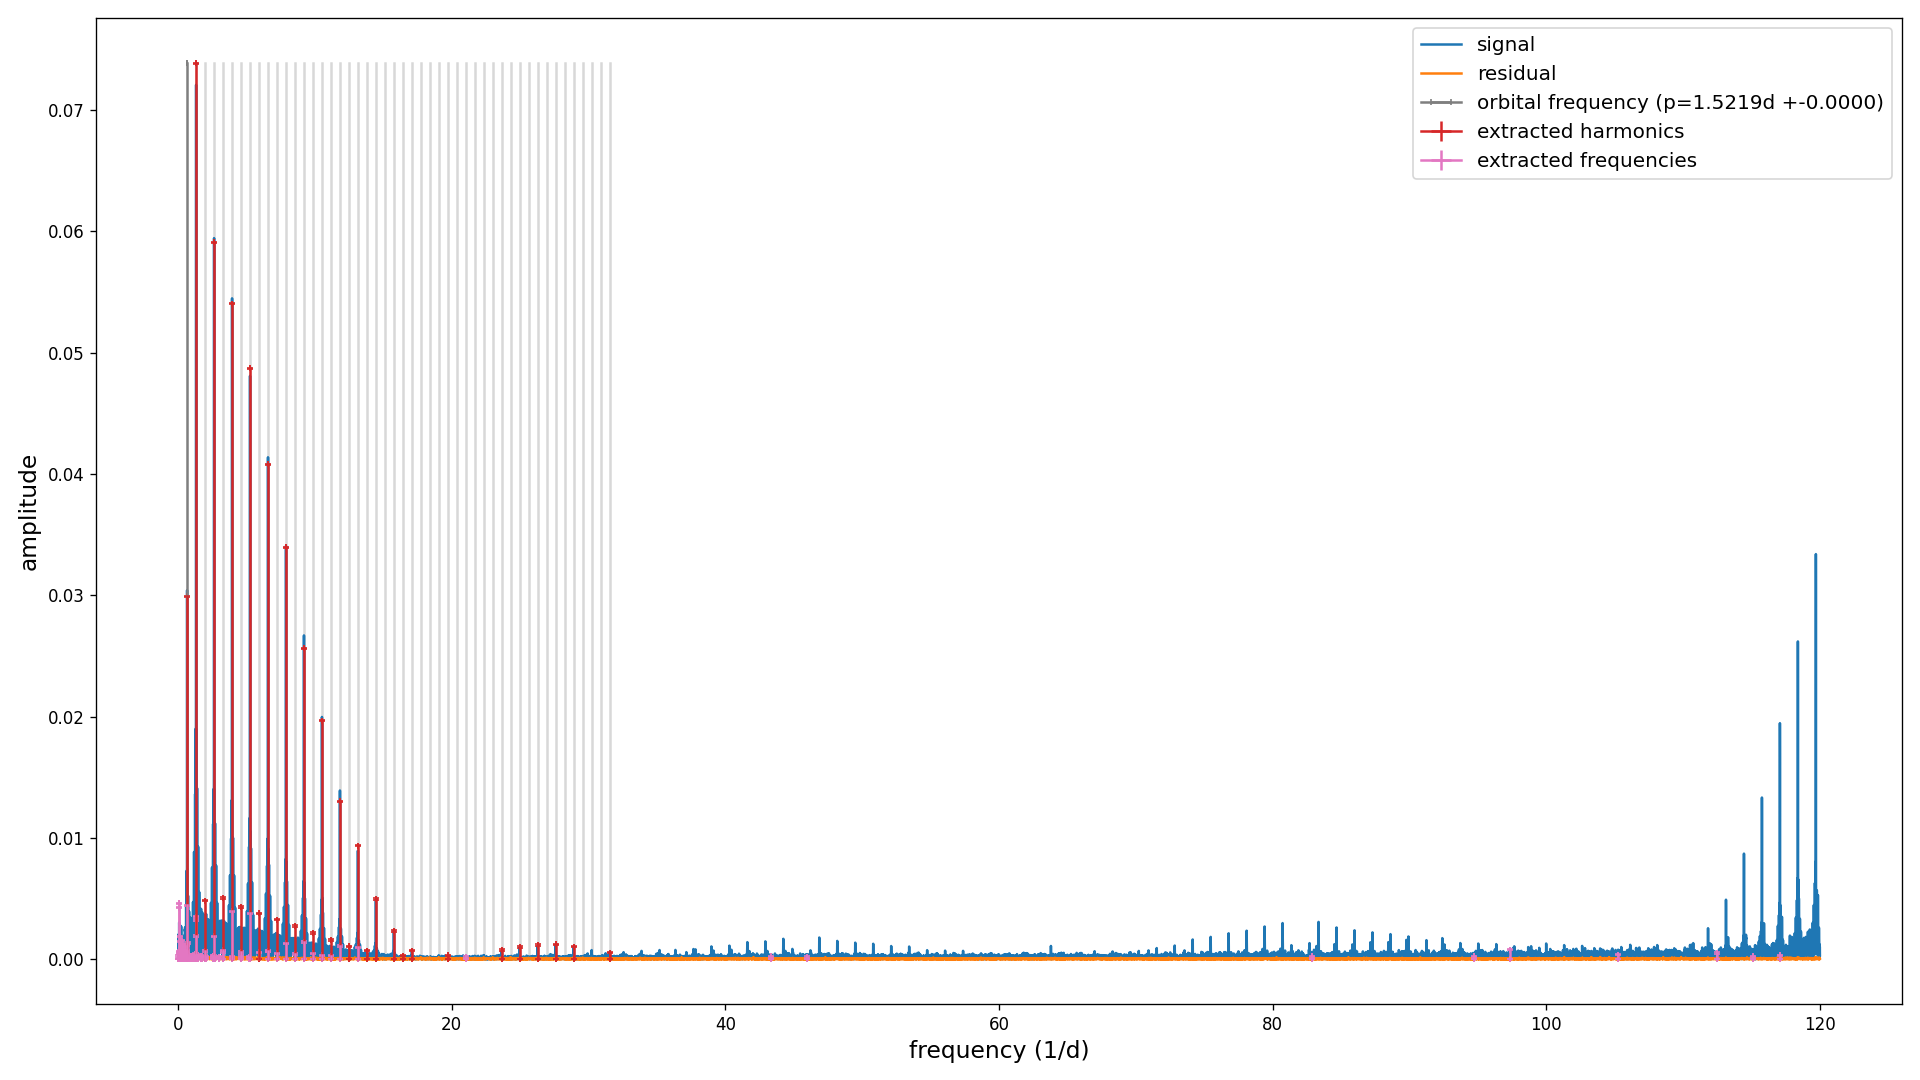 signal
residual
orbital frequency (p=1.5219d +-0.0000)
extracted harmonics
extracted frequencies
0.07
0.06
0.05
0.04
0.03
0.02
0.01
0.00
amplitude
0 20 40 60 80 100 120
frequency (1/d)